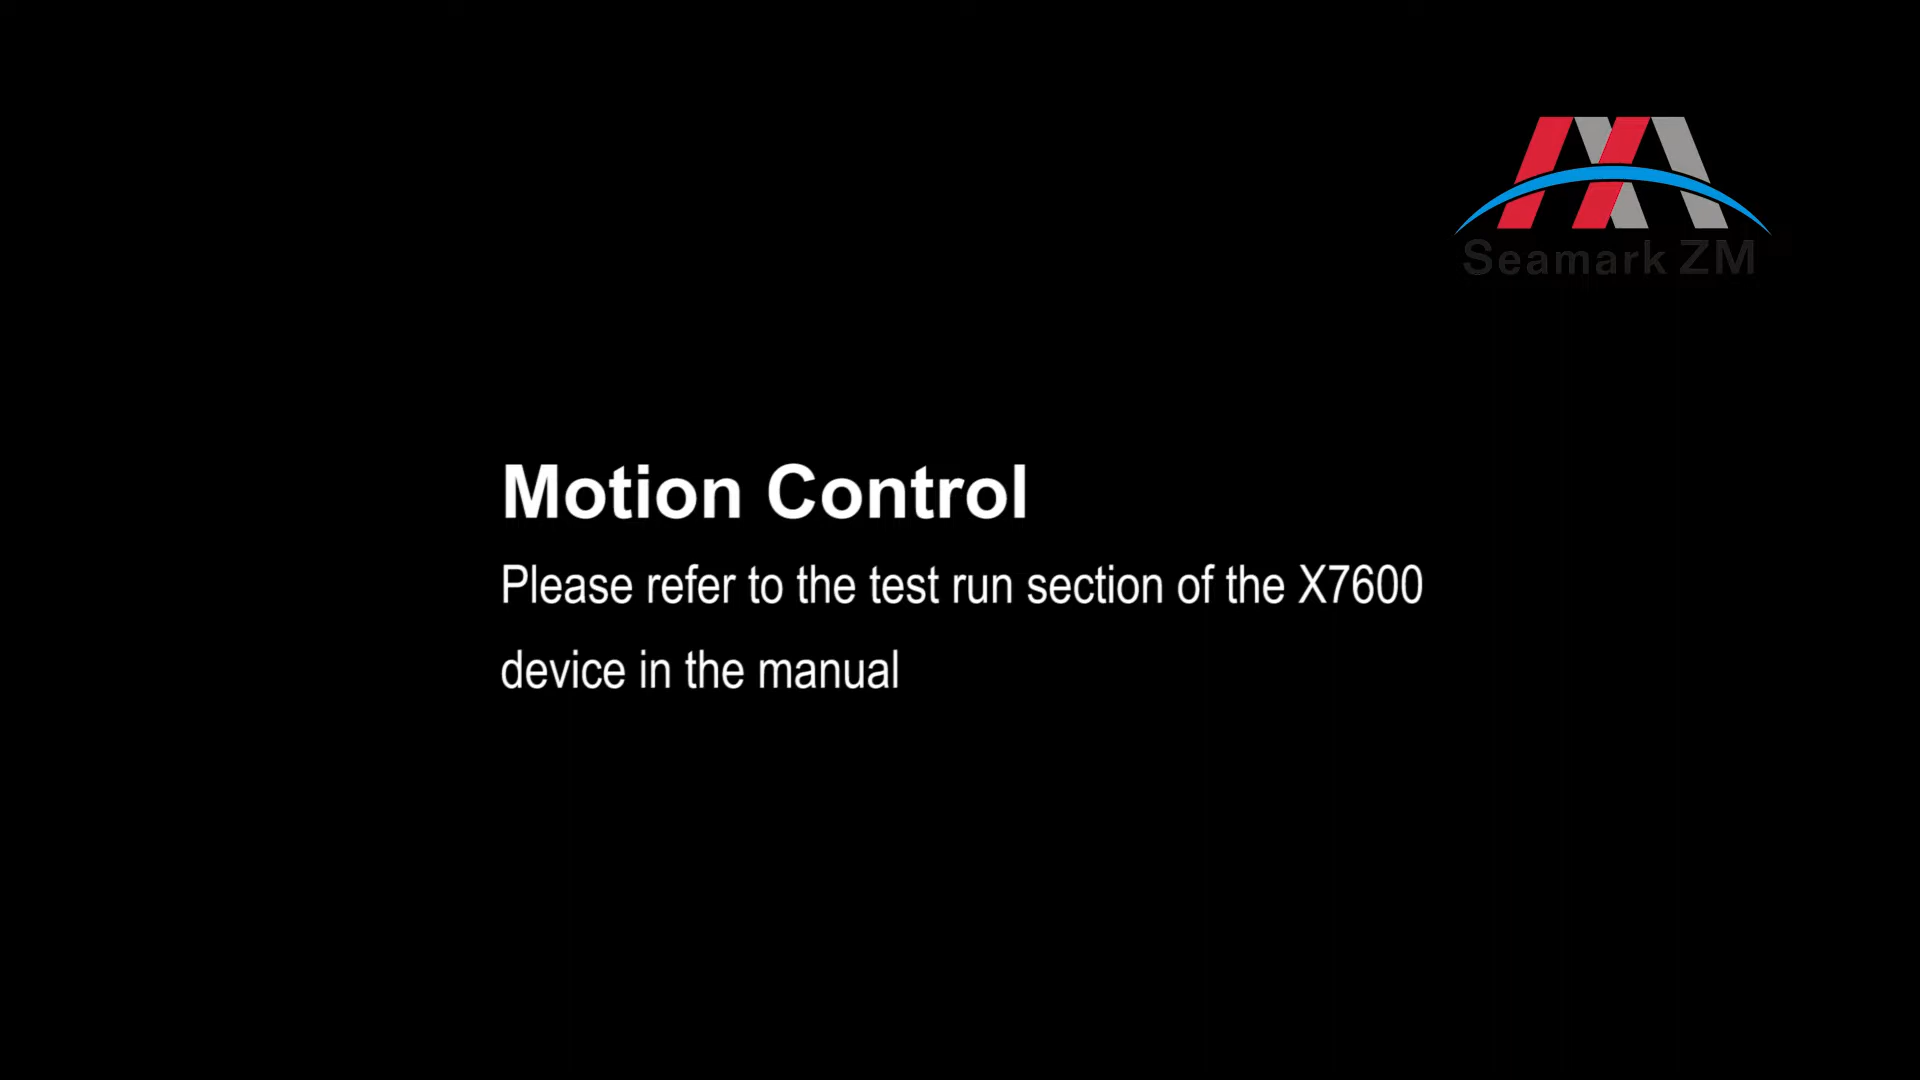 Seamark ZM
Motion Control
Please refer to the test run section of the X7600
device in the manual